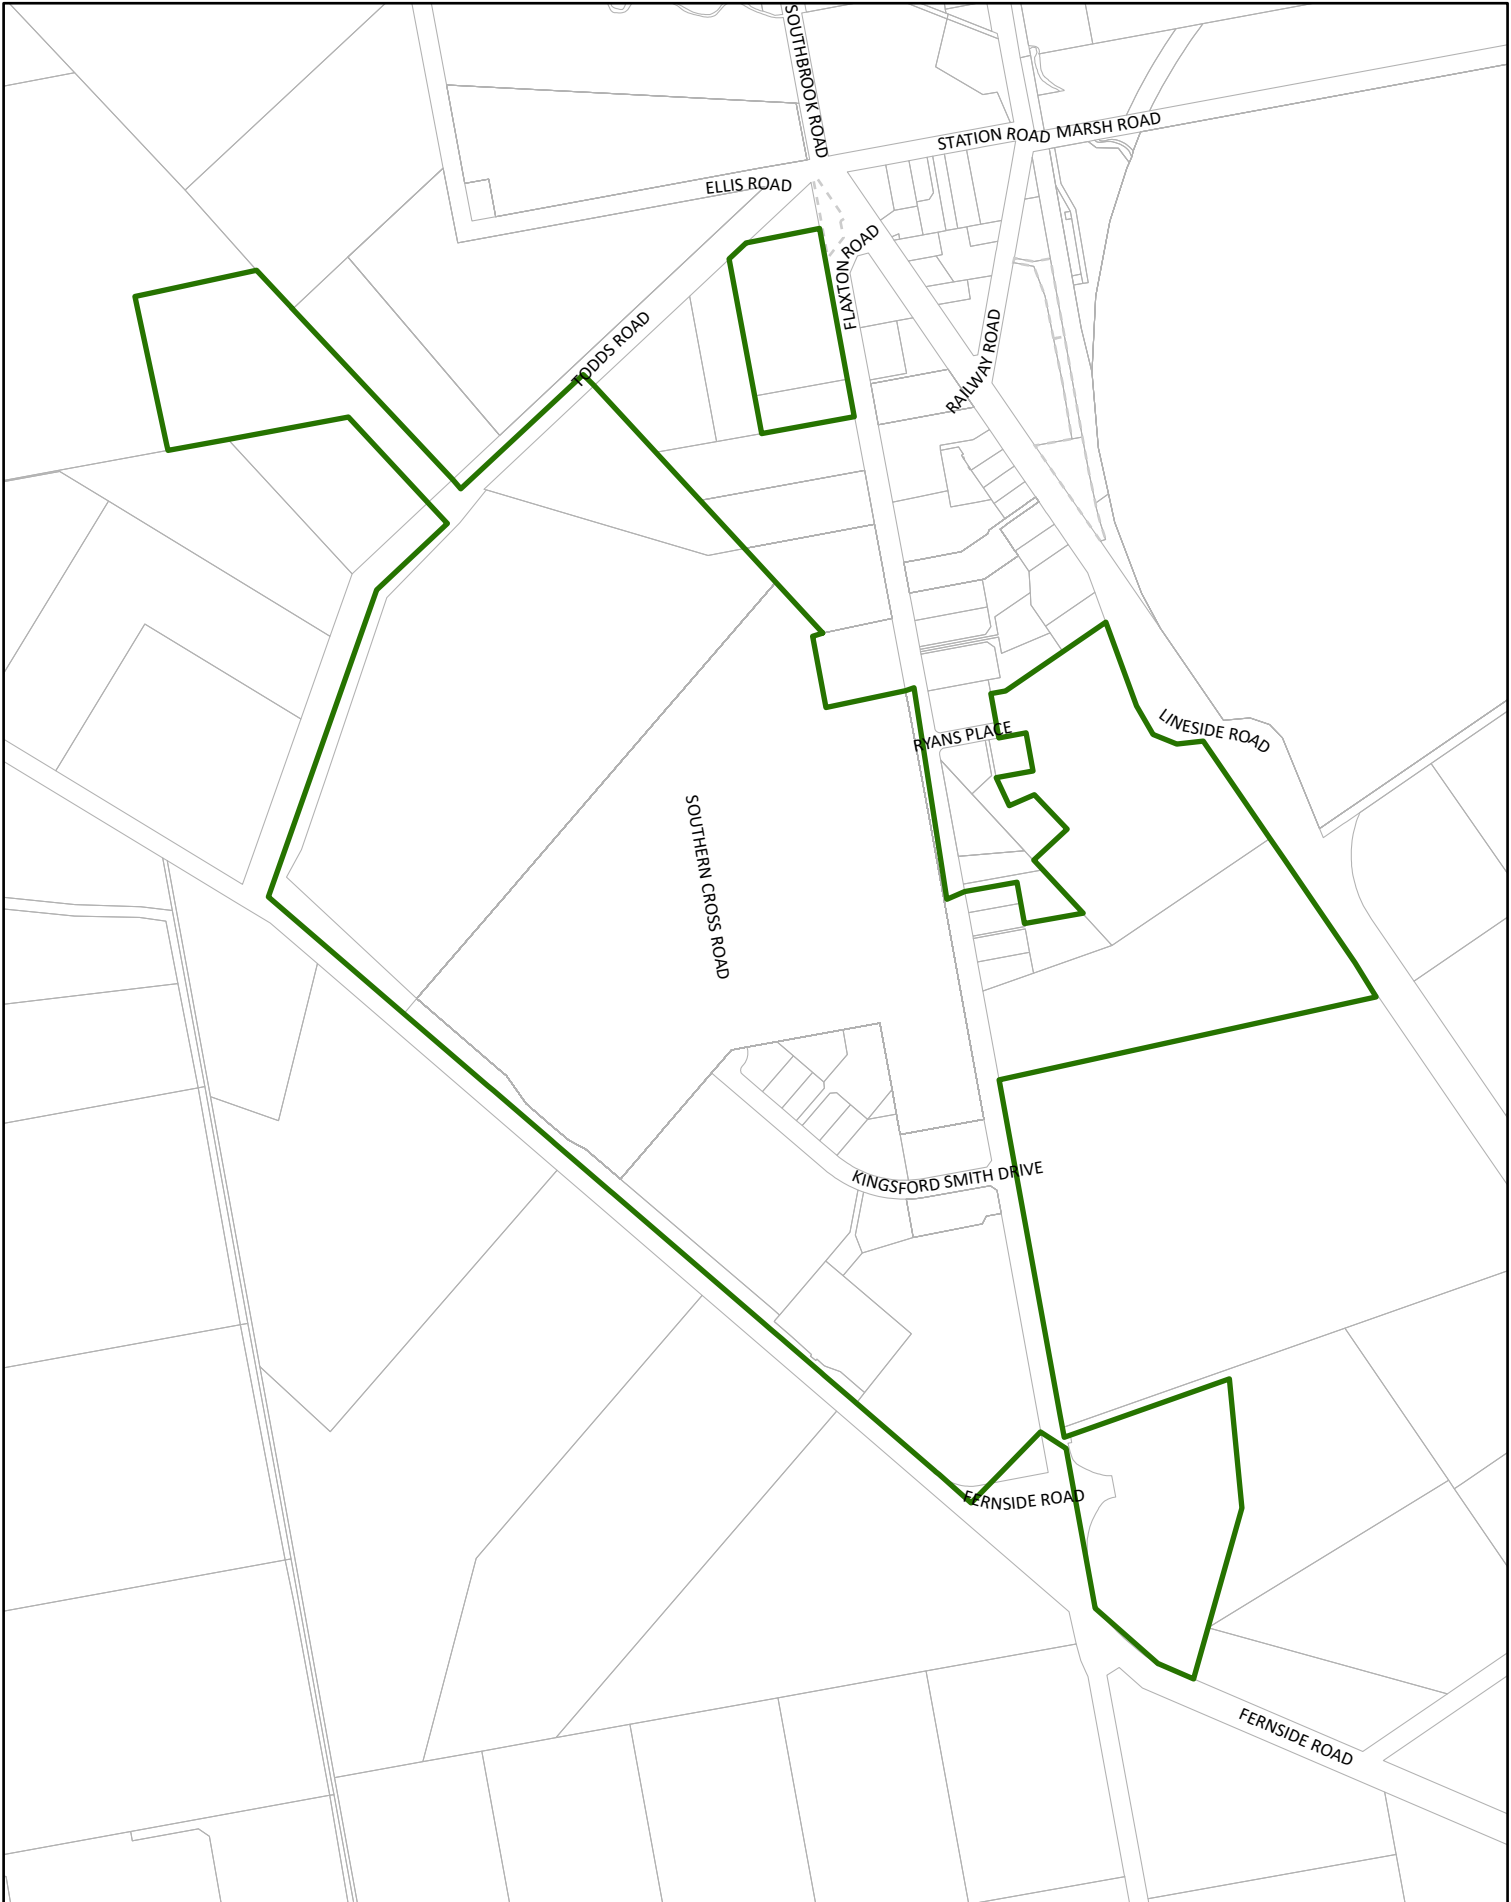 SOUTHBROOK ROAD
STATION ROAD
MARSH ROAD
ELLIS ROAD
FLAXTON ROAD
TODDS ROAD
RAILWAY ROAD
LINESIDE ROAD
RYANS PLACE
SOUTHERN CROSS ROAD
KINGSFORD SMITH DRIVE
FERNSIDE ROAD
FERNSIDE ROAD